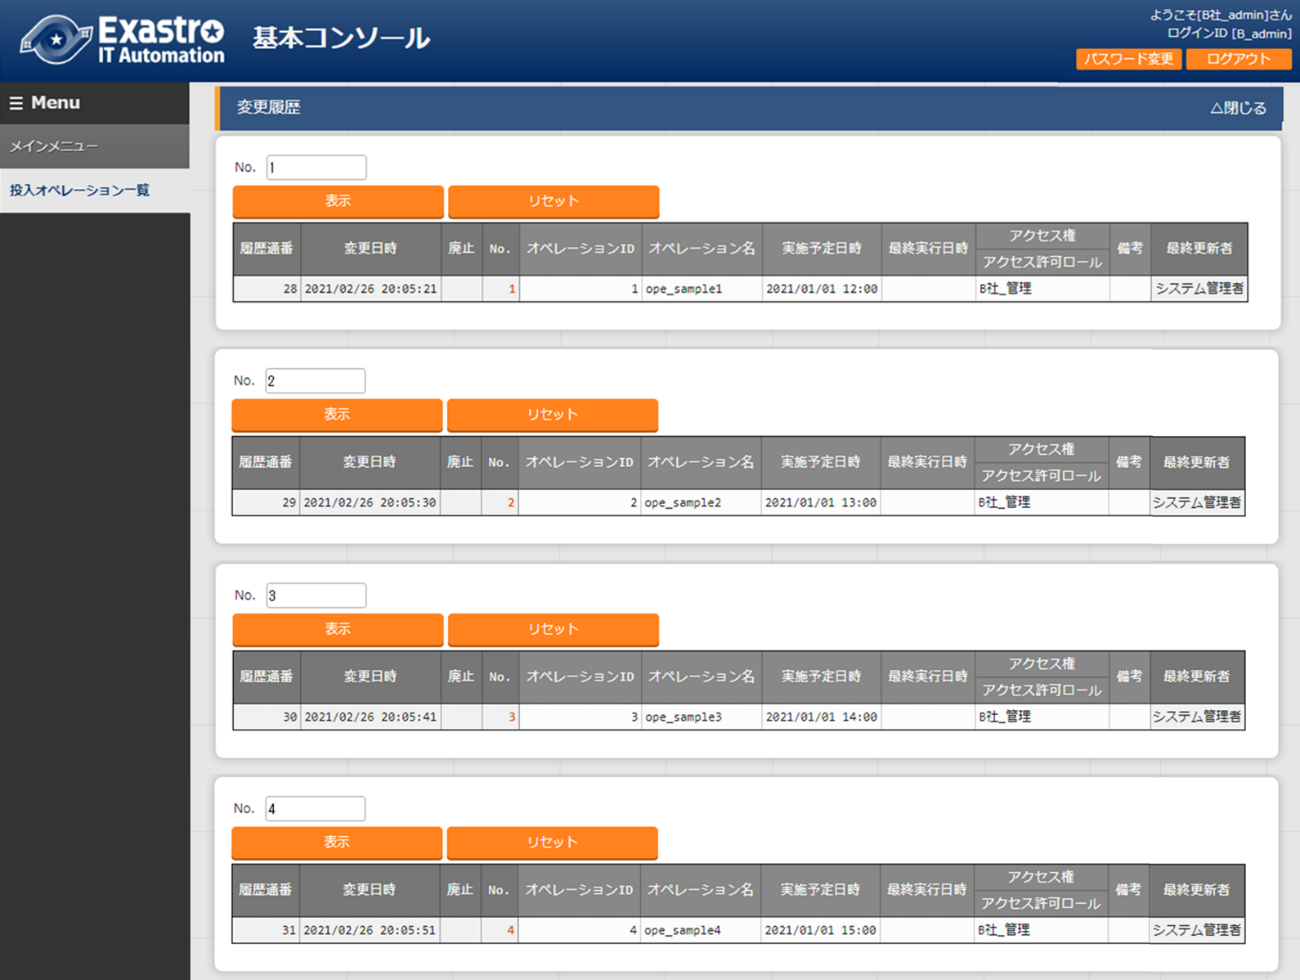 Exastro
IT Automation
基本コンソール
ようこそ[B社_admin]さん
ログインID [B_admin]
パスワード変更 ログアウト
☰ Menu
メインメニュー
投入オペレーション一覧
変更履歴 △閉じる
No. 1
表示 リセット
履歴通番 変更日時 廃止 No. オペレーションID オペレーション名 実施予定日時 最終実行日時 アクセス権 備考 最終更新者
アクセス許可ロール
28 2021/02/26 20:05:21 1 1 ope_sample1 2021/01/01 12:00 B社_管理 システム管理者
No. 2
表示 リセット
履歴通番 変更日時 廃止 No. オペレーションID オペレーション名 実施予定日時 最終実行日時 アクセス権 備考 最終更新者
アクセス許可ロール
29 2021/02/26 20:05:30 2 2 ope_sample2 2021/01/01 13:00 B社_管理 システム管理者
No. 3
表示 リセット
履歴通番 変更日時 廃止 No. オペレーションID オペレーション名 実施予定日時 最終実行日時 アクセス権 備考 最終更新者
アクセス許可ロール
30 2021/02/26 20:05:41 3 3 ope_sample3 2021/01/01 14:00 B社_管理 システム管理者
No. 4
表示 リセット
履歴通番 変更日時 廃止 No. オペレーションID オペレーション名 実施予定日時 最終実行日時 アクセス権 備考 最終更新者
アクセス許可ロール
31 2021/02/26 20:05:51 4 4 ope_sample4 2021/01/01 15:00 B社_管理 システム管理者